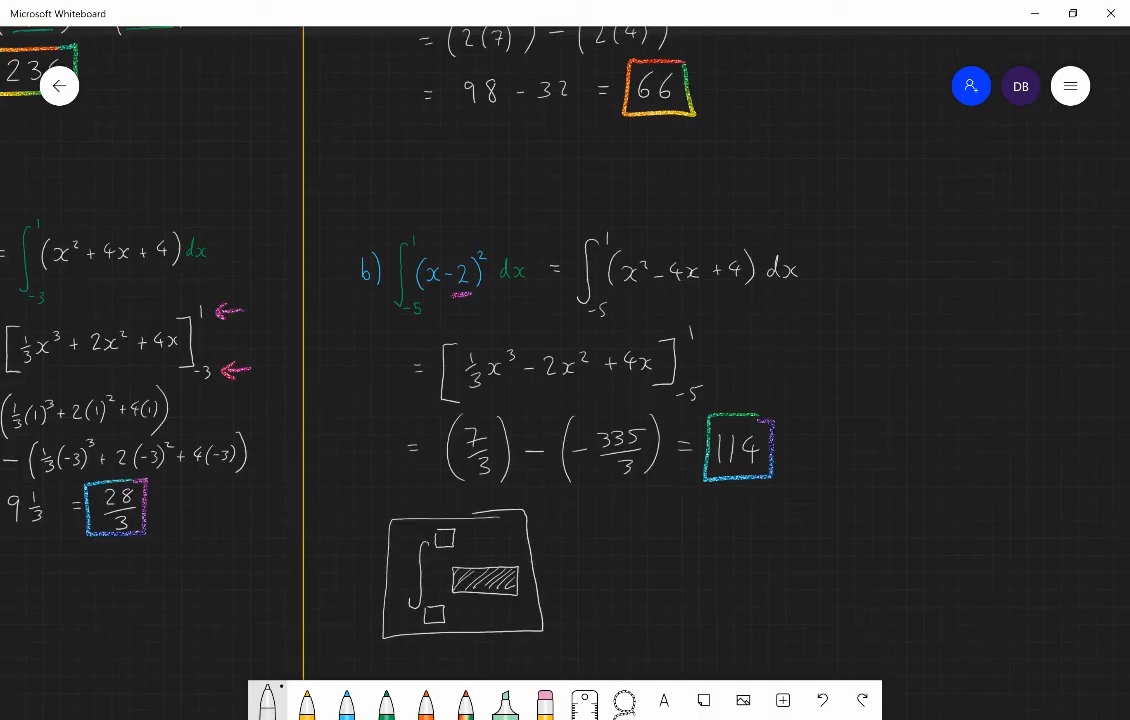 Microsoft Whiteboard
= (2(7) ) − (2(4) )
= 98 − 32 = 66
DB
= ∫₋₃¹ (x² + 4x + 4) dx
[⅓x³ + 2x² + 4x]₋₃¹
(⅓(1)³ + 2(1)² + 4(1))
− (⅓(−3)³ + 2(−3)² + 4(−3))
9⅓ = 28/3
b) ∫₋₅¹ (x−2)² dx = ∫₋₅¹ (x² − 4x + 4) dx
= [⅓x³ − 2x² + 4x]₋₅¹
= (7/3) − (−335/3) = 114
A